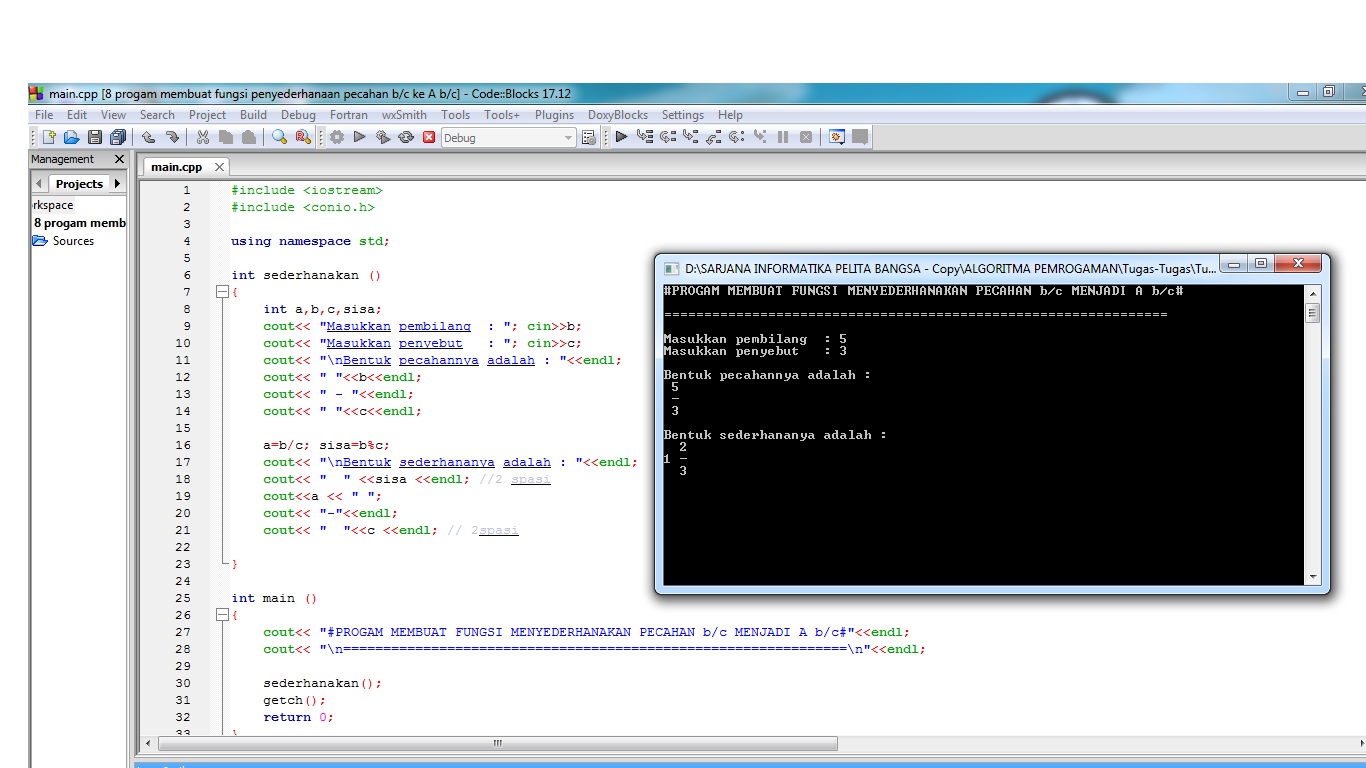 main.cpp [8 progam membuat fungsi penyederhanaan pecahan b/c ke A b/c] - Code::Blocks 17.12
File Edit View Search Project Build Debug Fortran wxSmith Tools Tools+ Plugins DoxyBlocks Settings Help
Debug
Management
main.cpp
Projects
rkspace
8 progam memb
Sources
1 #include <iostream>
2 #include <conio.h>
3
4 using namespace std;
5
6 int sederhanakan ()
7 {
8 int a,b,c,sisa;
9 cout<< "Masukkan pembilang  : "; cin>>b;
10 cout<< "Masukkan penyebut   : "; cin>>c;
11 cout<< "\nBentuk pecahannya adalah : "<<endl;
12 cout<< " "<<b<<endl;
13 cout<< " - "<<endl;
14 cout<< " "<<c<<endl;
15
16 a=b/c; sisa=b%c;
17 cout<< "\nBentuk sederhananya adalah : "<<endl;
18 cout<< "  " <<sisa <<endl; //2 spasi
19 cout<<a << " ";
20 cout<< "-"<<endl;
21 cout<< "  "<<c <<endl; // 2spasi
22
23 }
24
25 int main ()
26 {
27 cout<< "#PROGAM MEMBUAT FUNGSI MENYEDERHANAKAN PECAHAN b/c MENJADI A b/c#"<<endl;
28 cout<< "\n===============================================================\n"<<endl;
29
30 sederhanakan();
31 getch();
32 return 0;
33 }
D:\SARJANA INFORMATIKA PELITA BANGSA - Copy\ALGORITMA PEMROGAMAN\Tugas-Tugas\Tu...
#PROGAM MEMBUAT FUNGSI MENYEDERHANAKAN PECAHAN b/c MENJADI A b/c#
===============================================================
Masukkan pembilang  : 5
Masukkan penyebut   : 3
Bentuk pecahannya adalah :
5
-
3
Bentuk sederhananya adalah :
2
1 -
3